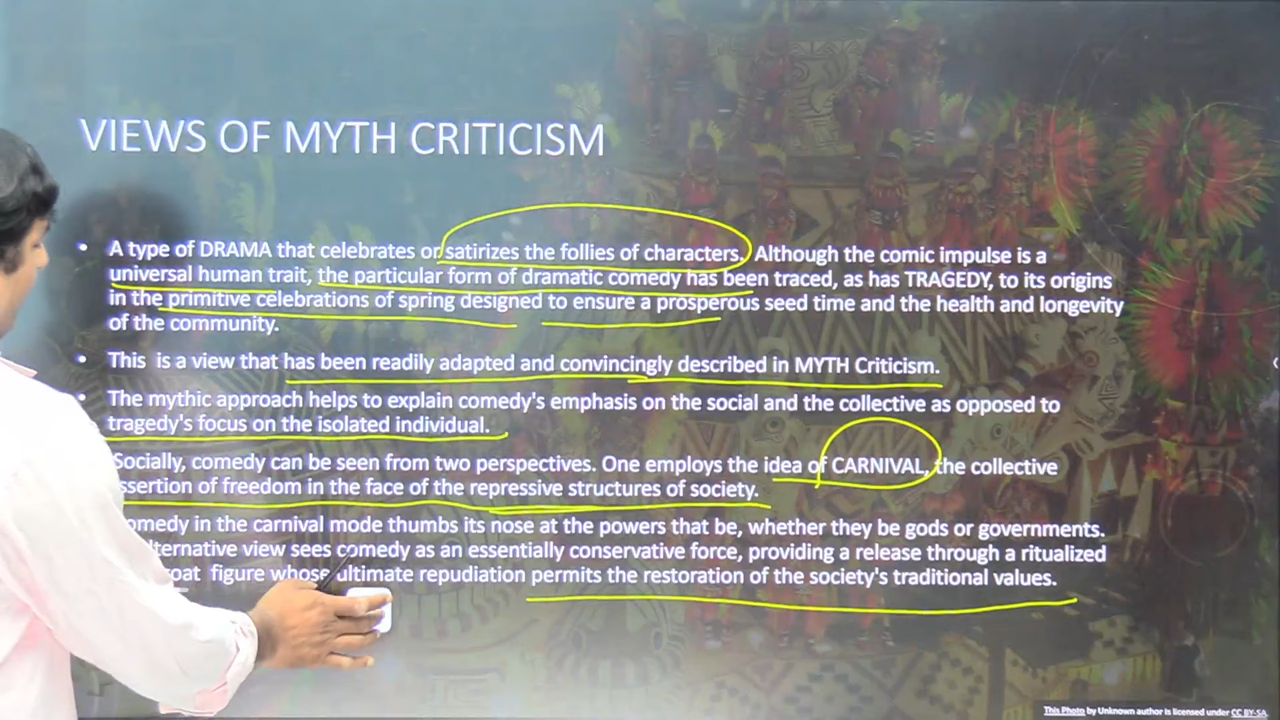 VIEWS OF MYTH CRITICISM
• A type of DRAMA that celebrates or satirizes the follies of characters. Although the comic impulse is a
universal human trait, the particular form of dramatic comedy has been traced, as has TRAGEDY, to its origins
in the primitive celebrations of spring designed to ensure a prosperous seed time and the health and longevity
of the community.
• This is a view that has been readily adapted and convincingly described in MYTH Criticism.
• The mythic approach helps to explain comedy's emphasis on the social and the collective as opposed to
tragedy's focus on the isolated individual.
Socially, comedy can be seen from two perspectives. One employs the idea of CARNIVAL, the collective
ssertion of freedom in the face of the repressive structures of society.
omedy in the carnival mode thumbs its nose at the powers that be, whether they be gods or governments.
lternative view sees comedy as an essentially conservative force, providing a release through a ritualized
oat figure whose ultimate repudiation permits the restoration of the society's traditional values.
This Photo by Unknown author is licensed under CC BY-SA.